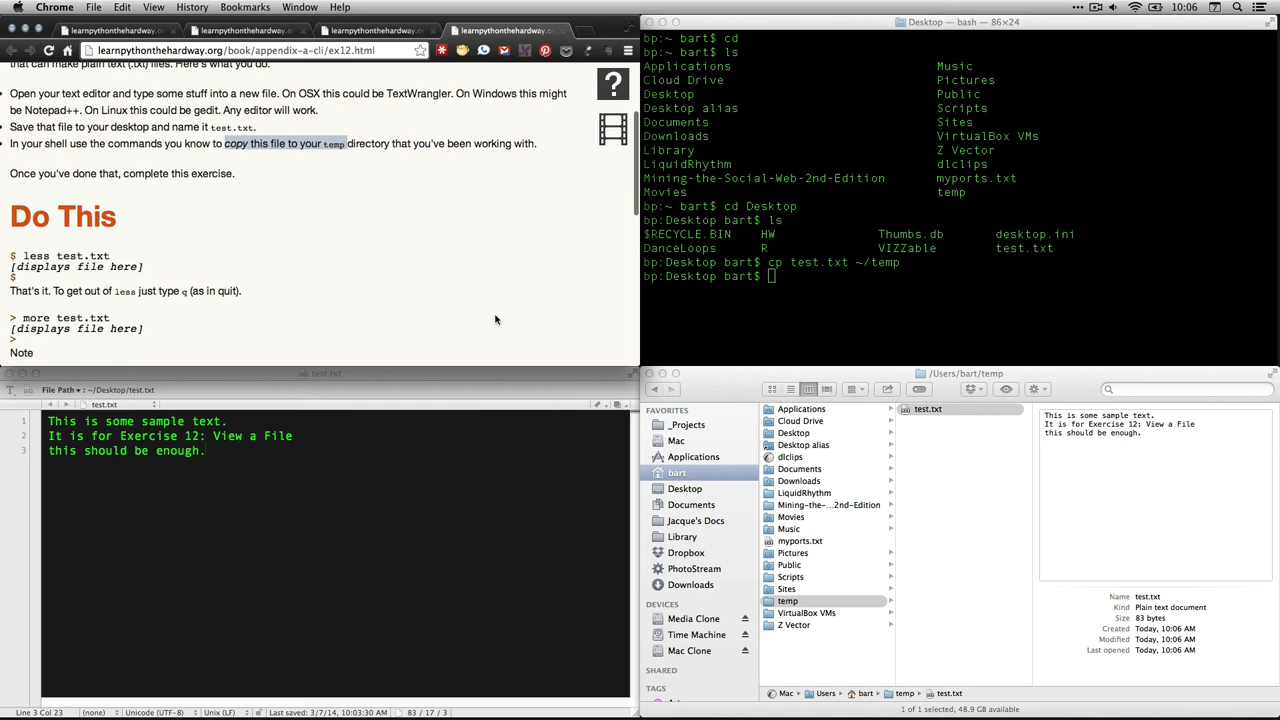 Chrome File Edit View History Bookmarks Window Help 10:06
learnpythonthehardway.org/ learnpythonthehardway.org/ learnpythonthehardway.org/ learnpythonthehardway.org/
learnpythonthehardway.org/book/appendix-a-cli/ex12.html
that can make plain text (.txt) files. Here's what you do.
Open your text editor and type some stuff into a new file. On OSX this could be TextWrangler. On Windows this might
be Notepad++. On Linux this could be gedit. Any editor will work.
Save that file to your desktop and name it test.txt.
In your shell use the commands you know to copy this file to your temp directory that you've been working with.
Once you've done that, complete this exercise.
Do This
$ less test.txt
[displays file here]
$
That's it. To get out of less just type q (as in quit).
> more test.txt
[displays file here]
>
Note
Desktop — bash — 86×24
bp:~ bart$ cd
bp:~ bart$ ls
Applications Music
Cloud Drive Pictures
Desktop Public
Desktop alias Scripts
Documents Sites
Downloads VirtualBox VMs
Library Z Vector
LiquidRhythm dlclips
Mining-the-Social-Web-2nd-Edition myports.txt
Movies temp
bp:~ bart$ cd Desktop
bp:Desktop bart$ ls
$RECYCLE.BIN HW Thumbs.db desktop.ini
DanceLoops R VIZZable test.txt
bp:Desktop bart$ cp test.txt ~/temp
bp:Desktop bart$
test.txt
File Path : ~/Desktop/test.txt
test.txt
1 This is some sample text.
2 It is for Exercise 12: View a File
3 this should be enough.
Line 3 Col 23 (none) Unicode (UTF-8) Unix (LF) Last saved: 3/7/14, 10:03:30 AM 83 / 17 / 3
/Users/bart/temp
FAVORITES
_Projects
Mac
Applications
bart
Desktop
Documents
Jacque's Docs
Library
Dropbox
PhotoStream
Downloads
DEVICES
Media Clone
Time Machine
Mac Clone
SHARED
TAGS
Applications
Cloud Drive
Desktop
Desktop alias
dlclips
Documents
Downloads
LiquidRhythm
Mining-the-...2nd-Edition
Movies
Music
myports.txt
Pictures
Public
Scripts
Sites
temp
VirtualBox VMs
Z Vector
test.txt
This is some sample text.
It is for Exercise 12: View a File
this should be enough.
Name test.txt
Kind Plain text document
Size 83 bytes
Created Today, 10:06 AM
Modified Today, 10:06 AM
Last opened Today, 10:06 AM
Mac Users bart temp test.txt
1 of 1 selected, 48.9 GB available